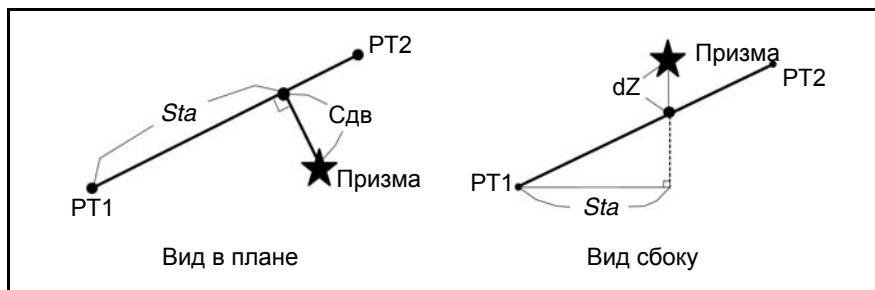 PT2
Sta
Сдв
Призма
PT1
Вид в плане
Призма
PT2
dZ
PT1
Sta
Вид сбоку